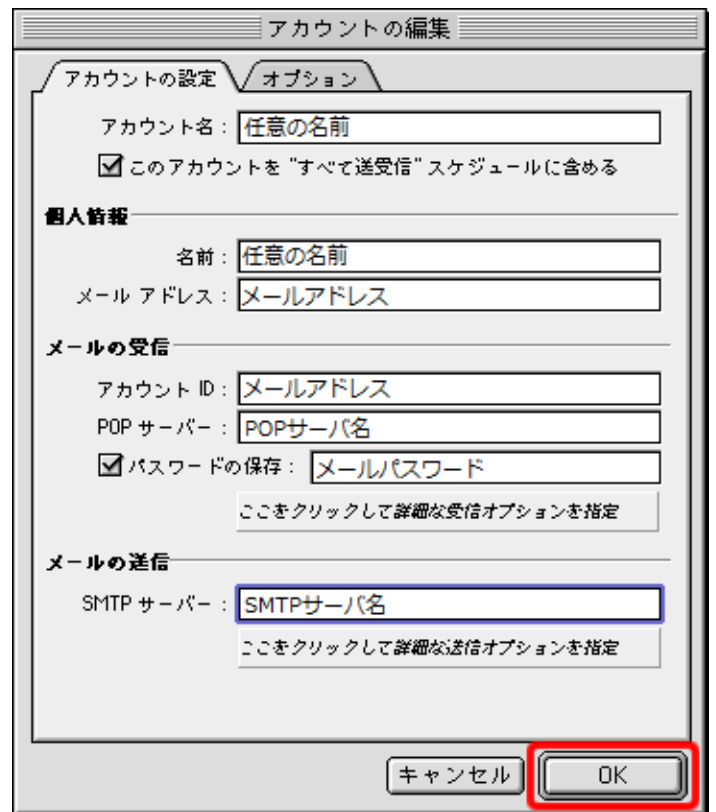 アカウントの編集
アカウントの設定 オプション
アカウント名: 任意の名前
このアカウントを "すべて送受信" スケジュールに含める
個人情報
名前: 任意の名前
メール アドレス: メールアドレス
メールの受信
アカウント ID: メールアドレス
POP サーバー: POPサーバ名
パスワードの保存: メールパスワード
ここをクリックして詳細な受信オプションを指定
メールの送信
SMTP サーバー: SMTPサーバ名
ここをクリックして詳細な送信オプションを指定
キャンセル OK